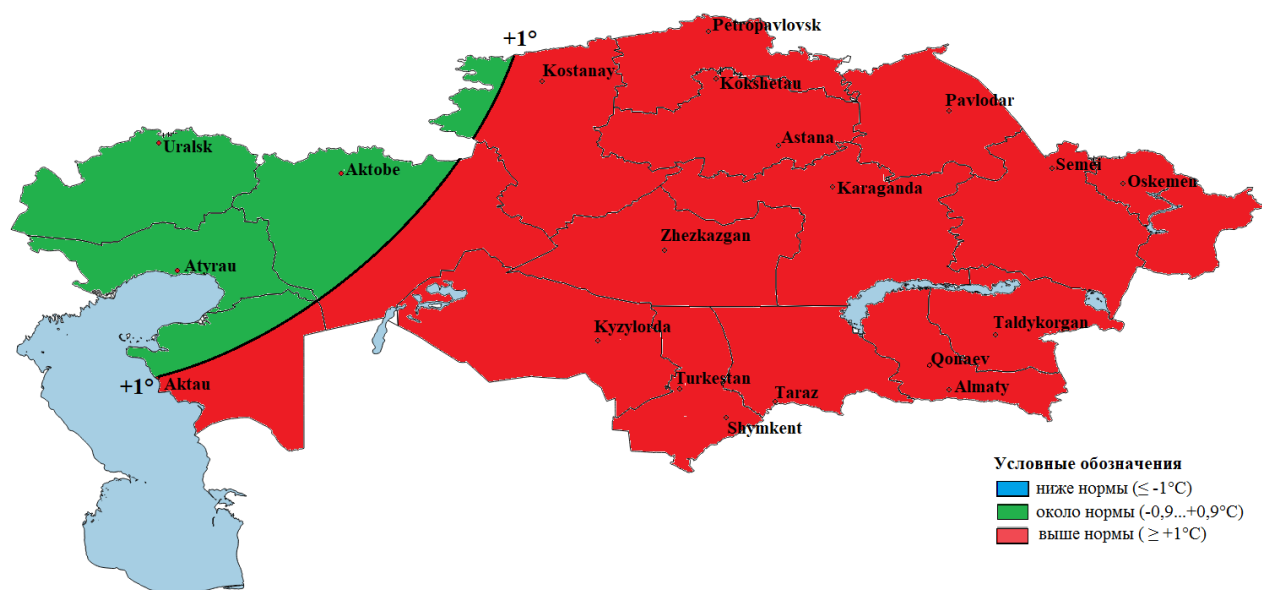 Petropavlovsk
+1°
Kostanay
Kokshetau
Pavlodar
Uralsk
Astana
Aktobe
Semei
Oskemen
Karaganda
Zhezkazgan
Atyrau
Kyzylorda
Taldykorgan
Qonaev
+1°
Aktau
Turkestan
Taraz
Almaty
Shymkent
Условные обозначения
ниже нормы (≤ -1°C)
около нормы (-0,9...+0,9°C)
выше нормы ( ≥ +1°C)